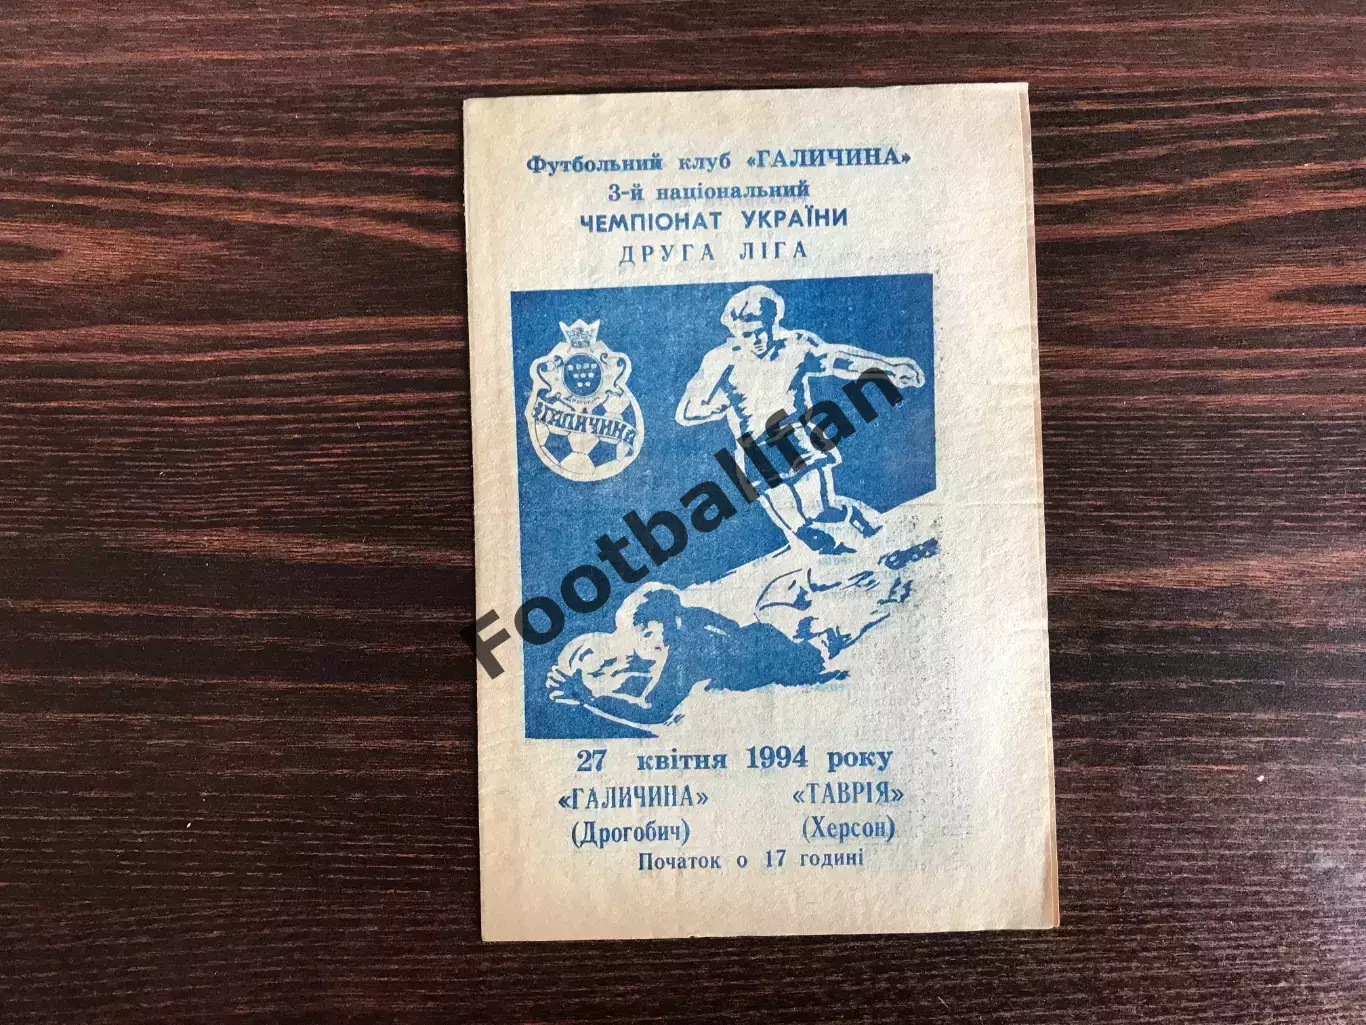 Футбольний клуб «ГАЛИЧИНА»
3-й національний
ЧЕМПІОНАТ УКРАЇНИ
ДРУГА ЛІГА
ГАЛИЧИНА
Footballfan
27 квітня 1994 року
«ГАЛИЧИНА» «ТАВРІЯ»
(Дрогобич) (Херсон)
Початок о 17 годині